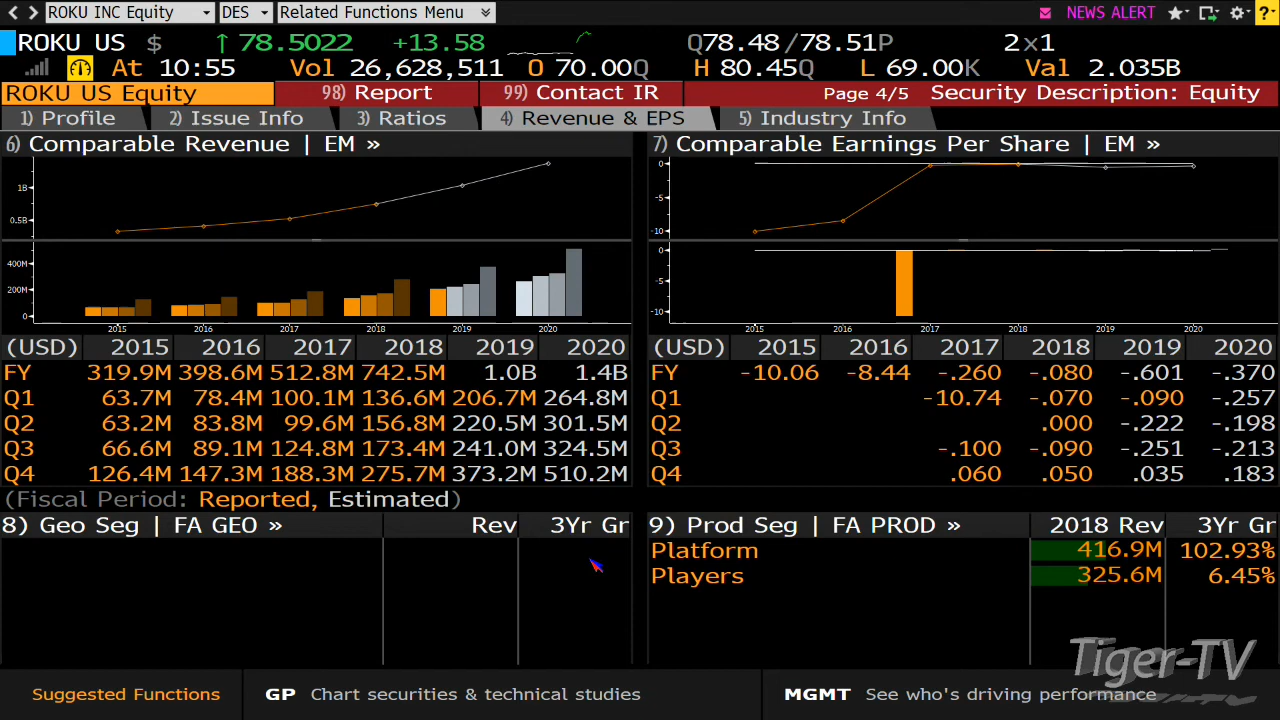 ROKU INC Equity DES Related Functions Menu NEWS ALERT ?
ROKU US $ ↑ 78.5022 +13.58 Q78.48/78.51P 2x1
At 10:55 Vol 26,628,511 O 70.00Q H 80.45Q L 69.00K Val 2.035B
ROKU US Equity 98) Report 99) Contact IR Page 4/5 Security Description: Equity
1) Profile 2) Issue Info 3) Ratios 4) Revenue & EPS 5) Industry Info
6) Comparable Revenue | EM » 7) Comparable Earnings Per Share | EM »
1B
0.5B
0
-5
-10
400M
200M
0
2015 2016 2017 2018 2019 2020
0
-5
-10
2015 2016 2017 2018 2019 2020
(USD) 2015 2016 2017 2018 2019 2020
FY 319.9M 398.6M 512.8M 742.5M 1.0B 1.4B
Q1 63.7M 78.4M 100.1M 136.6M 206.7M 264.8M
Q2 63.2M 83.8M 99.6M 156.8M 220.5M 301.5M
Q3 66.6M 89.1M 124.8M 173.4M 241.0M 324.5M
Q4 126.4M 147.3M 188.3M 275.7M 373.2M 510.2M
(USD) 2015 2016 2017 2018 2019 2020
FY -10.06 -8.44 -.260 -.080 -.601 -.370
Q1 -10.74 -.070 -.090 -.257
Q2 .000 -.222 -.198
Q3 -.100 -.090 -.251 -.213
Q4 .060 .050 .035 .183
(Fiscal Period: Reported, Estimated)
8) Geo Seg | FA GEO » Rev 3Yr Gr
9) Prod Seg | FA PROD » 2018 Rev 3Yr Gr
Platform 416.9M 102.93%
Players 325.6M 6.45%
Tiger-TV
Suggested Functions GP Chart securities & technical studies MGMT See who's driving performance